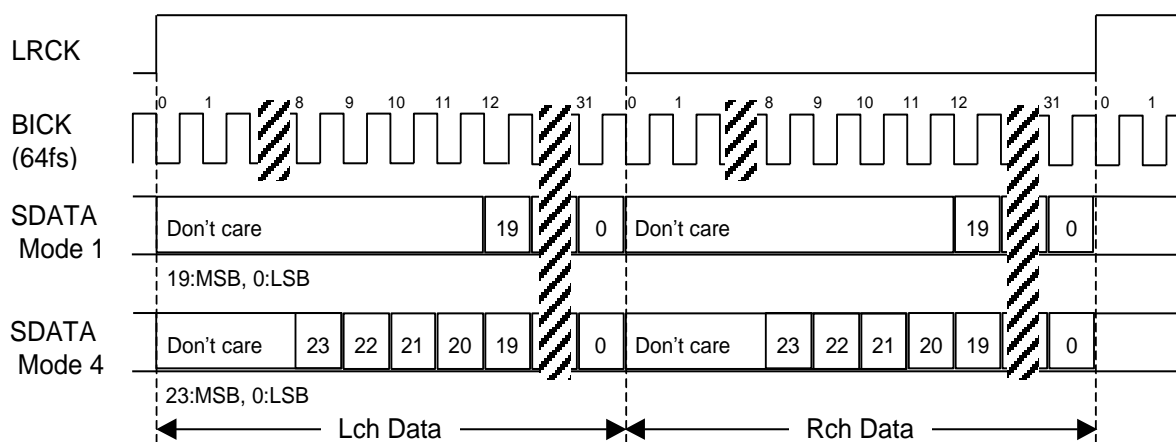 LRCK
0 1 8 9 10 11 12 31 0 1 8 9 10 11 12 31 0 1
BICK
(64fs)
SDATA
Mode 1
Don't care 19 0 Don't care 19 0
19:MSB, 0:LSB
SDATA
Mode 4
Don't care 23 22 21 20 19 0 Don't care 23 22 21 20 19 0
23:MSB, 0:LSB
Lch Data Rch Data